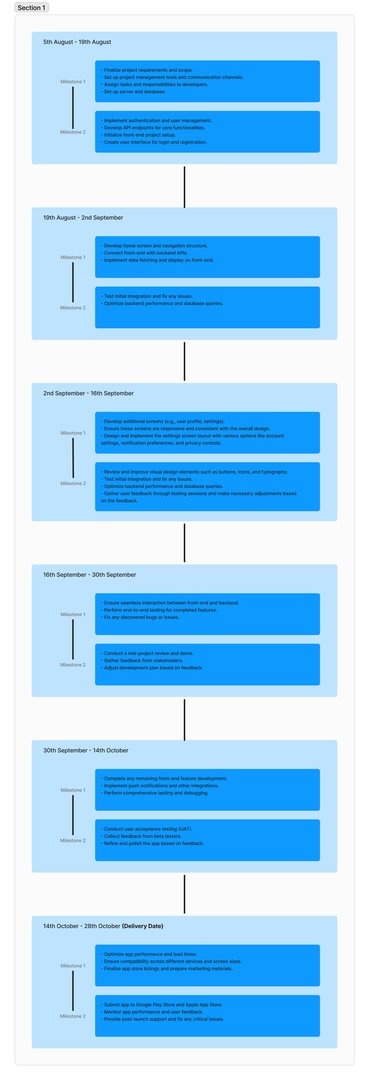 Section 1
5th August - 19th August
Milestone 1
• Finalize project requirements and scope.
• Set up project management tools and communication channels.
• Assign tasks and responsibilities to developers.
• Set up server and database.
Milestone 2
• Implement authentication and user management.
• Develop API endpoints for core functionalities.
• Initialize front-end project setup.
• Create user interface for login and registration.
19th August - 2nd September
Milestone 1
• Develop home screen and navigation structure.
• Connect front-end with backend APIs.
• Implement data fetching and display on front-end.
Milestone 2
• Test initial integration and fix any issues.
• Optimize backend performance and database queries.
2nd September - 16th September
Milestone 1
• Develop additional screens (e.g., user profile, settings).
• Ensure these screens are responsive and consistent with the overall design.
• Design and implement the settings screen layout with various options like account
settings, notification preferences, and privacy controls.
Milestone 2
• Review and improve visual design elements such as buttons, icons, and typography.
• Test initial integration and fix any issues.
• Optimize backend performance and database queries.
• Gather user feedback through testing sessions and make necessary adjustments based
on the feedback.
16th September - 30th September
Milestone 1
• Ensure seamless interaction between front-end and backend.
• Perform end-to-end testing for completed features.
• Fix any discovered bugs or issues.
Milestone 2
• Conduct a mid-project review and demo.
• Gather feedback from stakeholders.
• Adjust development plan based on feedback.
30th September - 14th October
Milestone 1
• Complete any remaining front-end feature development.
• Implement push notifications and other integrations.
• Perform comprehensive testing and debugging.
Milestone 2
• Conduct user acceptance testing (UAT).
• Collect feedback from beta testers.
• Refine and polish the app based on feedback.
14th October - 28th October (Delivery Date)
Milestone 1
• Optimize app performance and load times.
• Ensure compatibility across different devices and screen sizes.
• Finalize app store listings and prepare marketing materials.
Milestone 2
• Submit app to Google Play Store and Apple App Store.
• Monitor app performance and user feedback.
• Provide post-launch support and fix any critical issues.